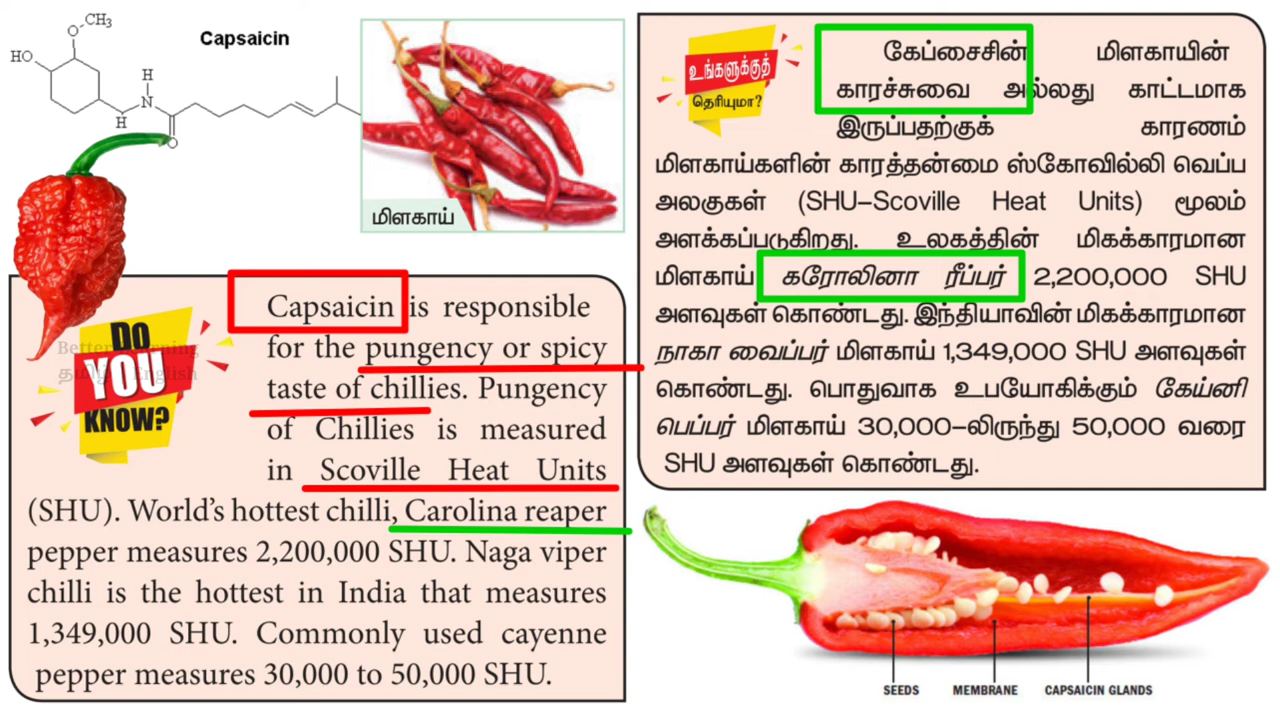 CH3
O
HO
H
N
H
O
Capsaicin
மிளகாய்
DO
YOU
KNOW?
Capsaicin is responsible
for the pungency or spicy
taste of chillies. Pungency
of Chillies is measured
in Scoville Heat Units
(SHU). World's hottest chilli, Carolina reaper
pepper measures 2,200,000 SHU. Naga viper
chilli is the hottest in India that measures
1,349,000 SHU. Commonly used cayenne
pepper measures 30,000 to 50,000 SHU.
உங்களுக்குத்
தெரியுமா?
கேப்சைசின் மிளகாயின்
காரச்சுவை அல்லது காட்டமாக
இருப்பதற்குக் காரணம்
மிளகாய்களின் காரத்தன்மை ஸ்கோவில்லி வெப்ப
அலகுகள் (SHU–Scoville Heat Units) மூலம்
அளக்கப்படுகிறது. உலகத்தின் மிகக்காரமான
மிளகாய் கரோலினா ரீப்பர் 2,200,000 SHU
அளவுகள் கொண்டது. இந்தியாவின் மிகக்காரமான
நாகா வைப்பர் மிளகாய் 1,349,000 SHU அளவுகள்
கொண்டது. பொதுவாக உபயோகிக்கும் கேய்னி
பெப்பர் மிளகாய் 30,000–லிருந்து 50,000 வரை
SHU அளவுகள் கொண்டது.
SEEDS MEMBRANE CAPSAICIN GLANDS